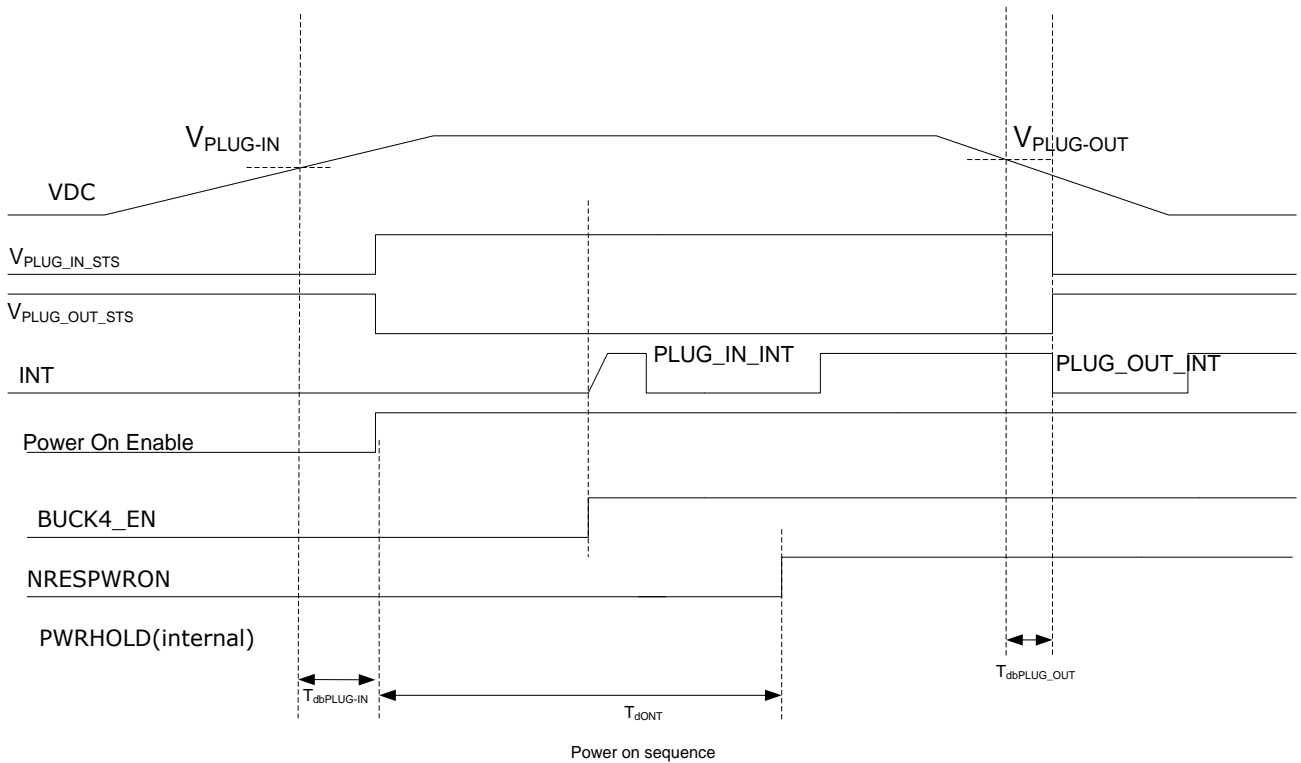 VPLUG-IN
VPLUG-OUT
VDC
VPLUG_IN_STS
VPLUG_OUT_STS
PLUG_IN_INT
PLUG_OUT_INT
INT
Power On Enable
BUCK4_EN
NRESPWRON
PWRHOLD(internal)
TdbPLUG-IN
TdONT
TdbPLUG_OUT
Power on sequence